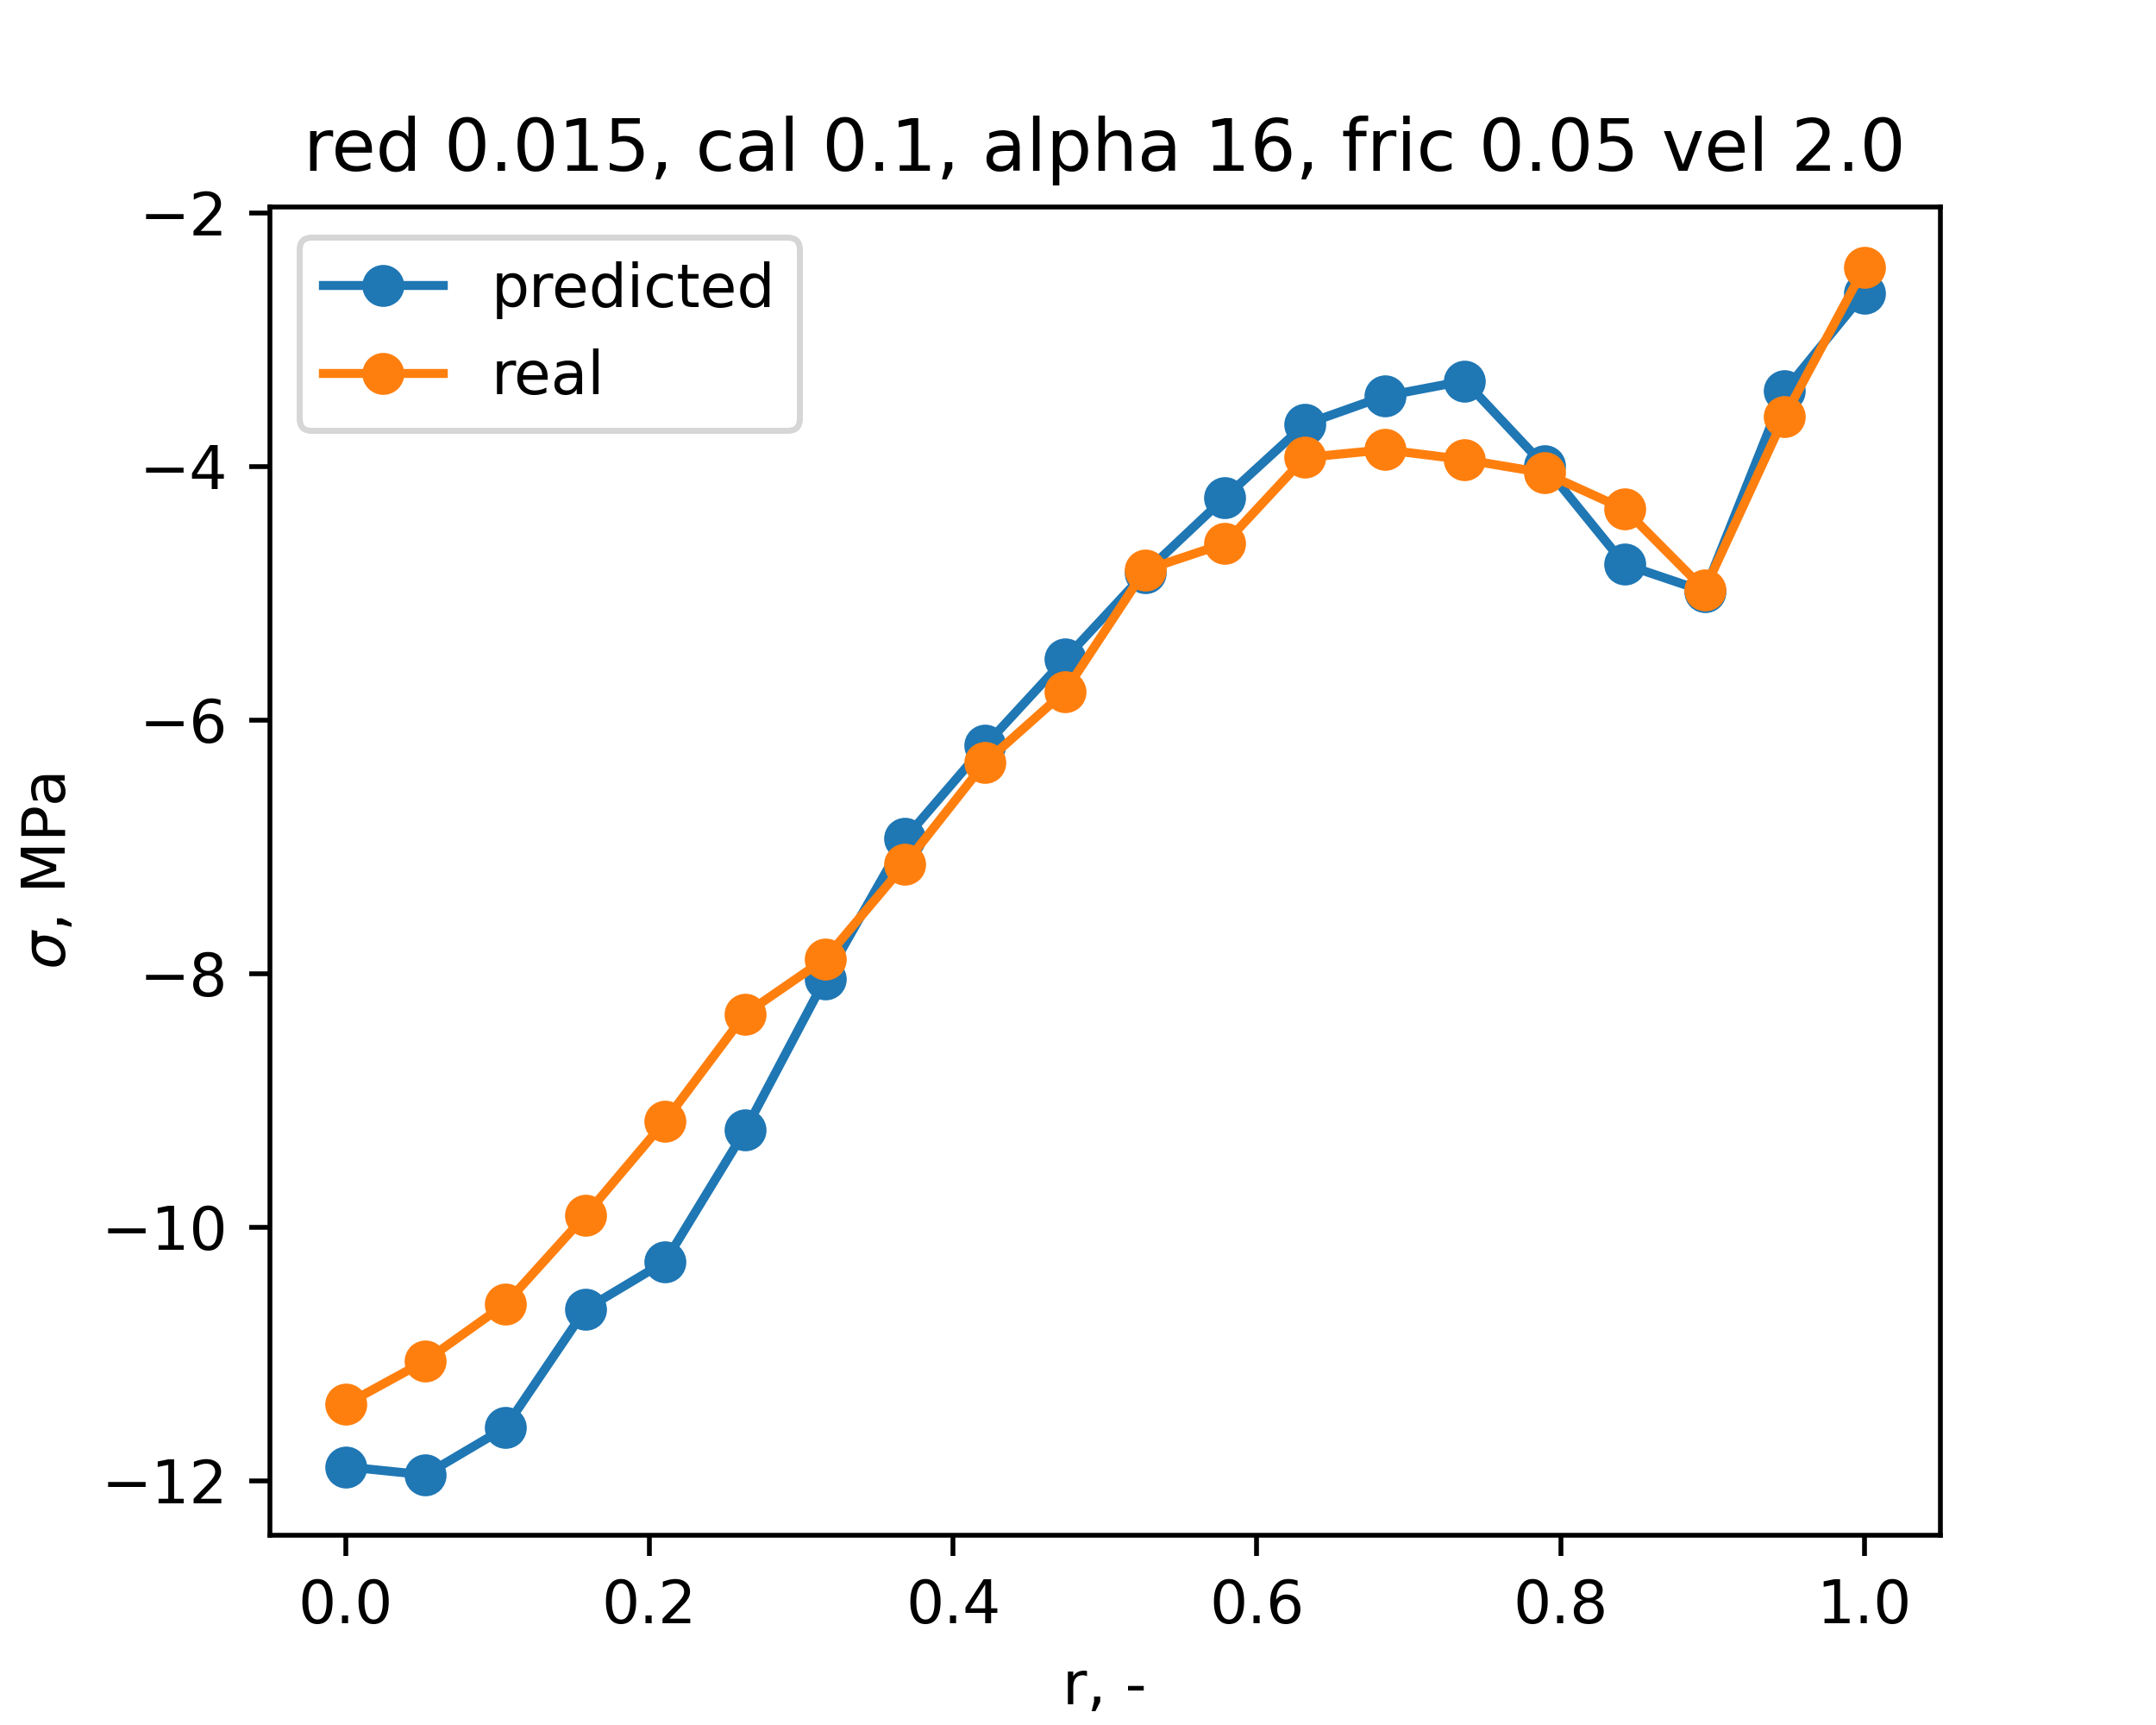 red 0.015, cal 0.1, alpha 16, fric 0.05 vel 2.0
predicted
real
−2
−4
−6
−8
−10
−12
σ, MPa
0.0 0.2 0.4 0.6 0.8 1.0
r, -